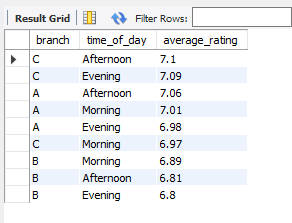 Result Grid Filter Rows:
branch time_of_day average_rating
C Afternoon 7.1
C Evening 7.09
A Afternoon 7.06
A Morning 7.01
A Evening 6.98
C Morning 6.97
B Morning 6.89
B Afternoon 6.81
B Evening 6.8